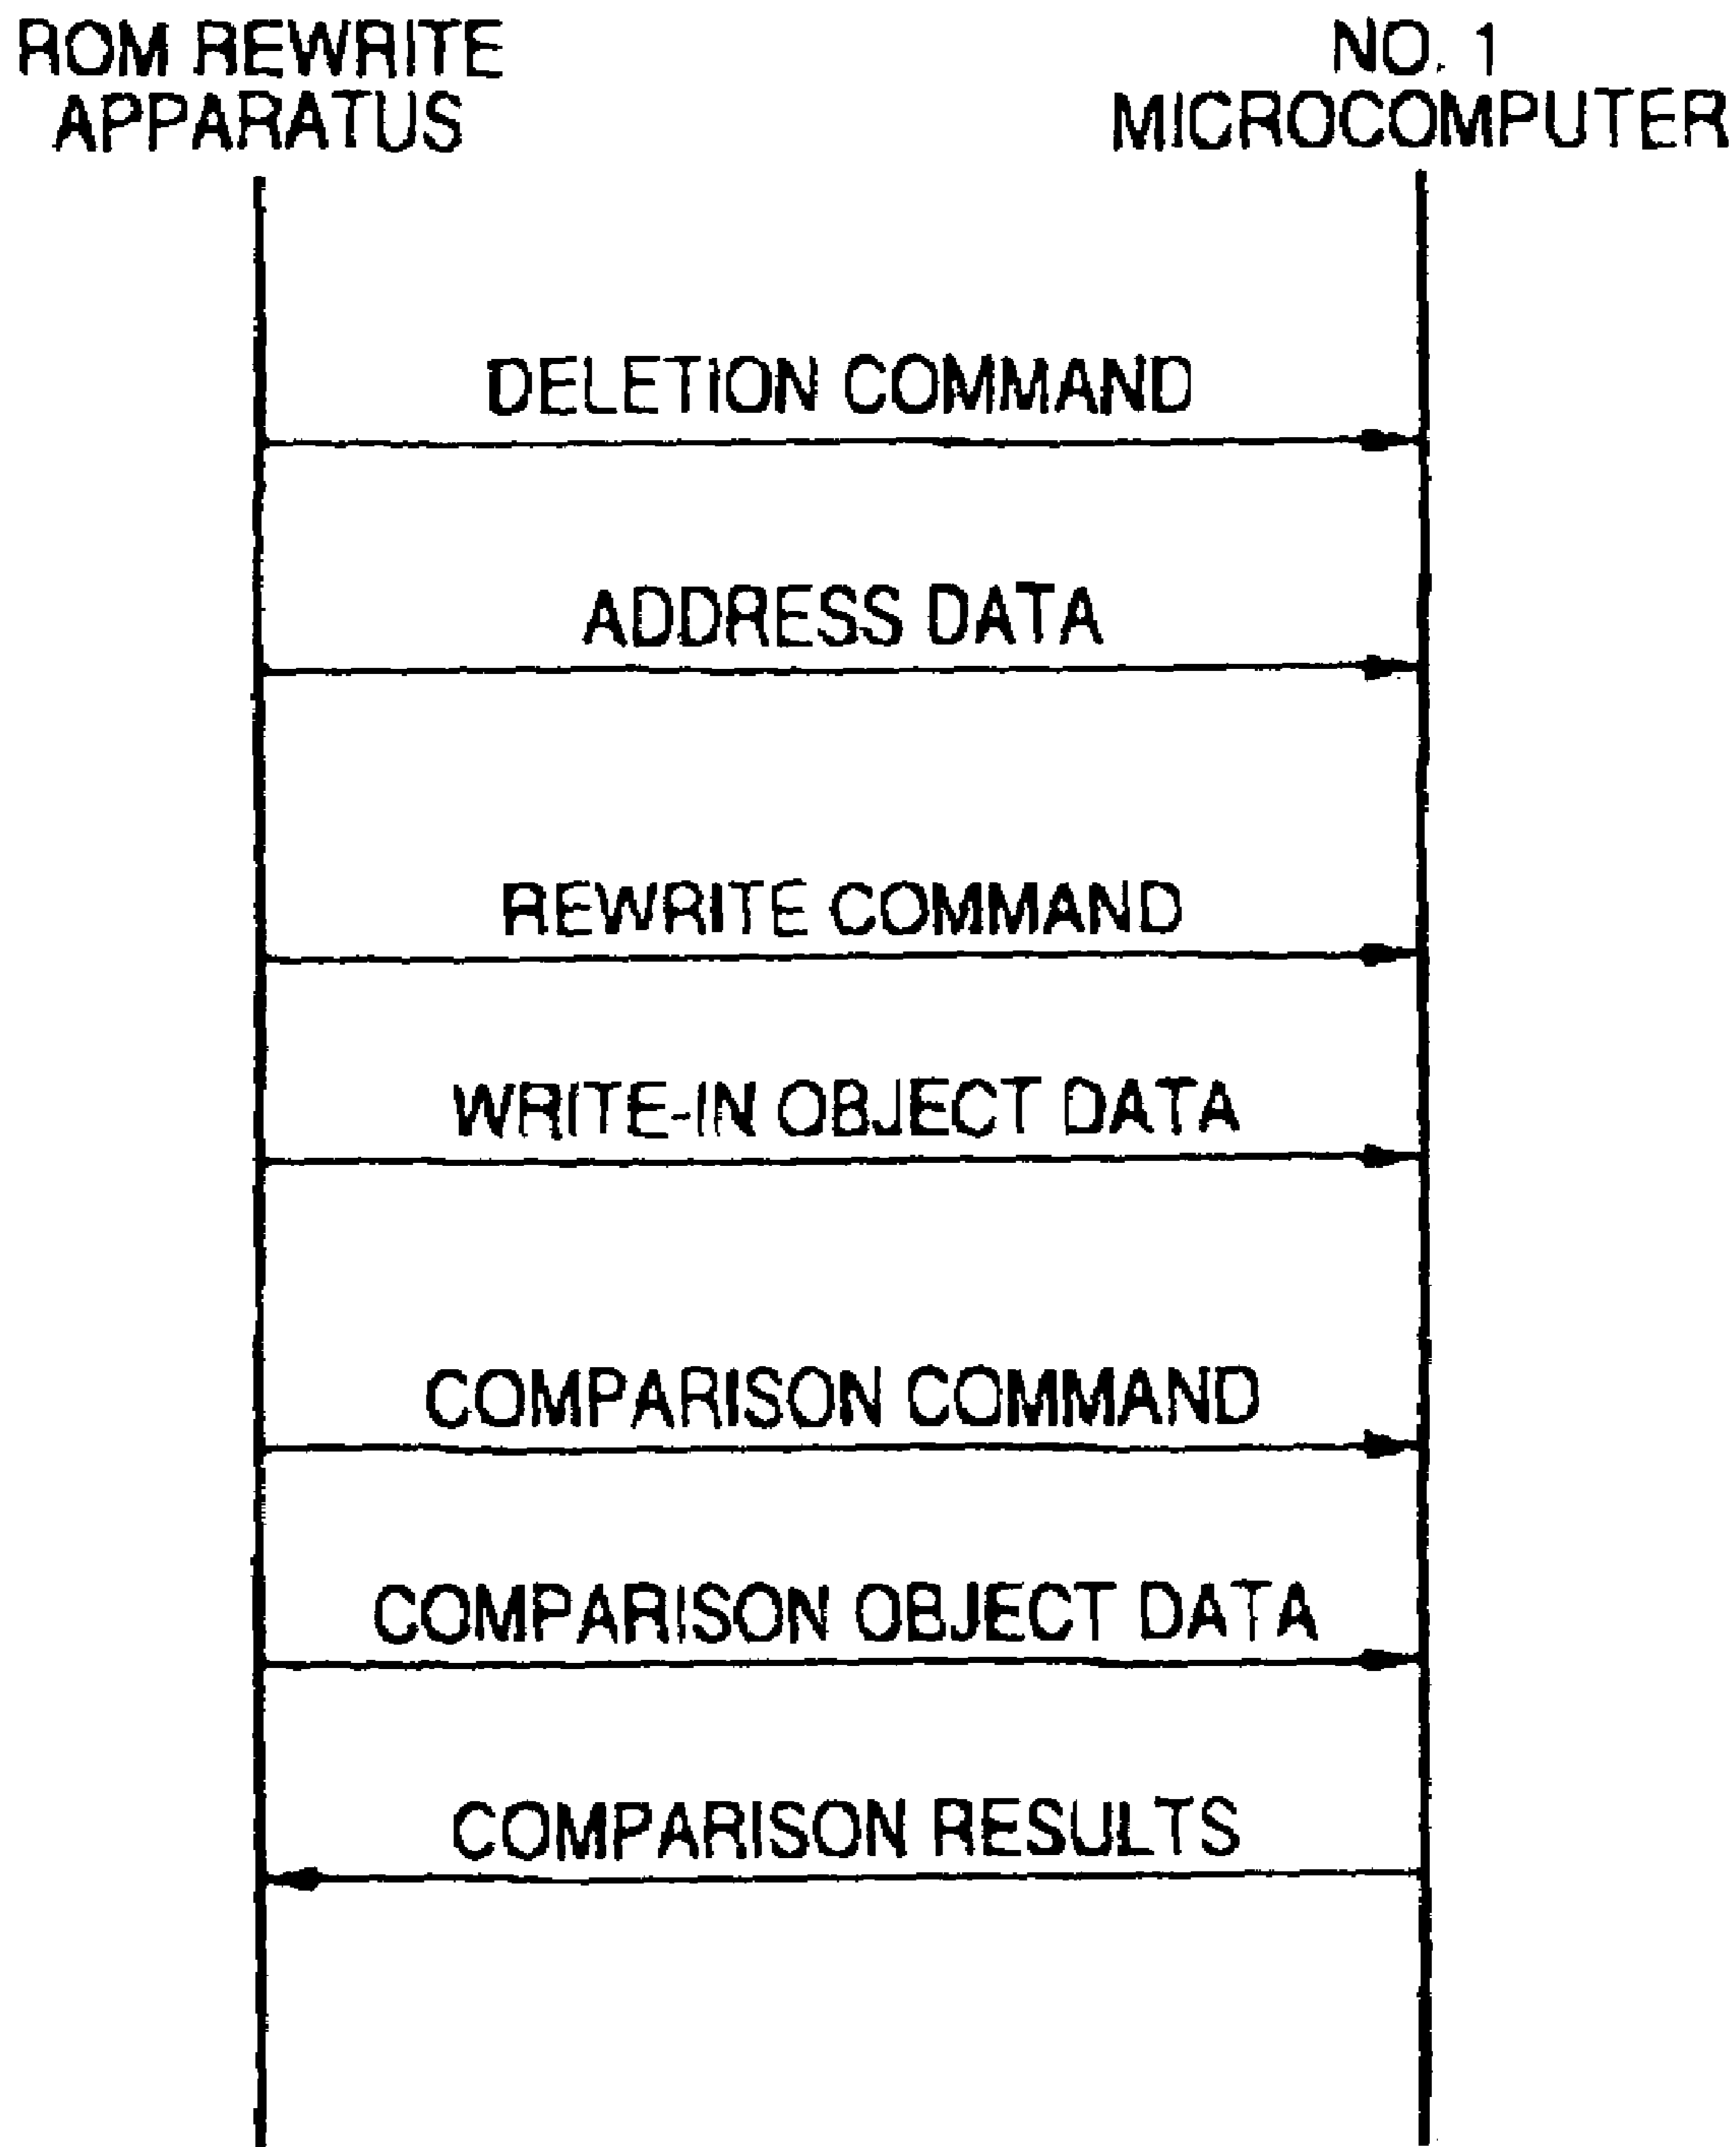 ROM REWRITE
APPARATUS
NO. 1
MICROCOMPUTER
DELETION COMMAND
ADDRESS DATA
REWRITE COMMAND
WRITE-IN OBJECT DATA
COMPARISON COMMAND
COMPARISON OBJECT DATA
COMPARISON RESULTS